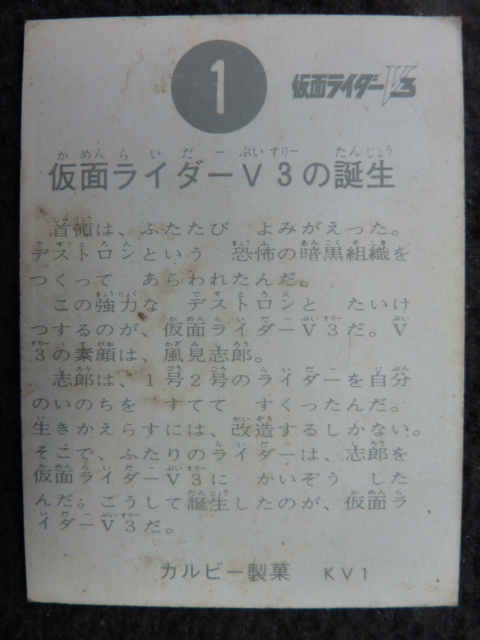 1
仮面ライダーV3
かめんらいだーぶいすりー たんじょう
仮面ライダーV3の誕生
首領は、ふたたび よみがえった。
デストロンという 恐怖の暗黒組織を
つくって あらわれたんだ。
この強力な デストロンと たいけ
つするのが、仮面ライダーV3だ。V
3の素顔は、風見志郎。
志郎は、1号2号のライダーを自分
のいのちを すてて すくったんだ。
生きかえらすには、改造するしかない。
そこで、ふたりのライダーは、志郎を
仮面ライダーV3に かいぞう した
んだ。こうして誕生したのが、仮面ラ
イダーV3だ。
カルビー製菓 KV1